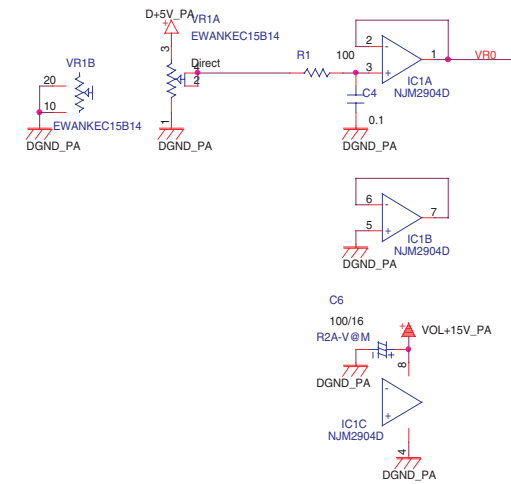 D+5V_PA
VR1A
EWANKEC15B14
3
Direct
2
1
DGND_PA
VR1B
20
10
EWANKEC15B14
DGND_PA
R1
100
2
-
3
+
1
VR0
IC1A
NJM2904D
C4
0.1
DGND_PA
6
-
5
+
7
IC1B
NJM2904D
DGND_PA
C6
100/16
R2A-V@M
+
VOL+15V_PA
-
+
8
DGND_PA
IC1C
NJM2904D
4
DGND_PA